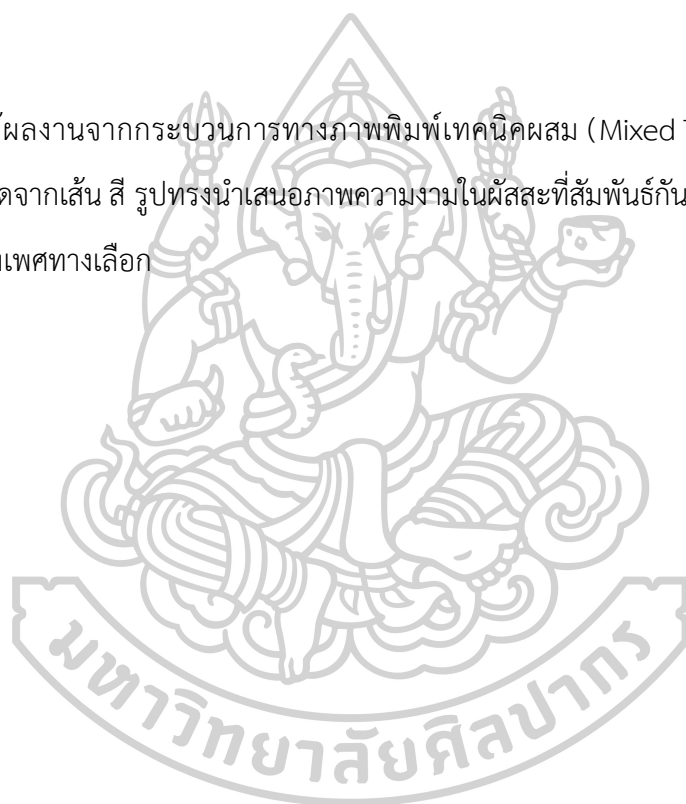 ผลงานจากกระบวนการทางภาพพิมพ์เทคนิคผสม (Mixed
จากเส้น สี รูปทรงนำเสนอภาพความงามในผัสสะที่สัมพันธ์กัน
เพศทางเลือก
มหาวิทยาลัยศิลปากร